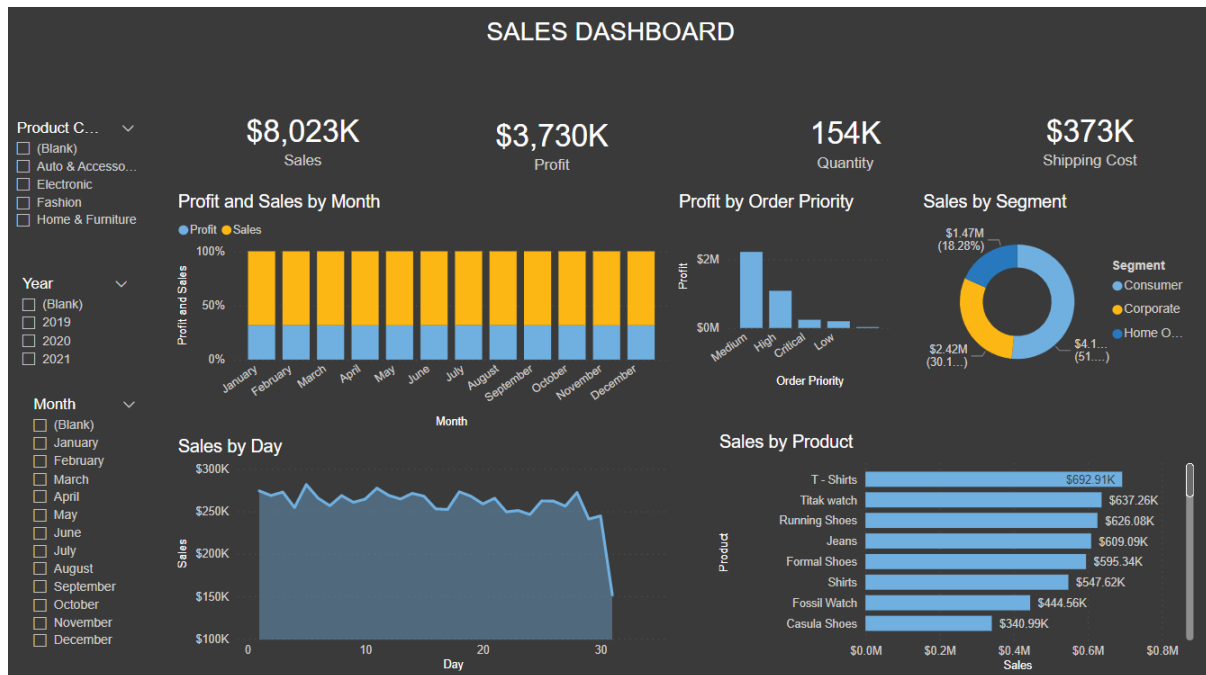 SALES DASHBOARD
Product C...
(Blank)
Auto & Accesso...
Electronic
Fashion
Home & Furniture
Year
(Blank)
2019
2020
2021
Month
(Blank)
January
February
March
April
May
June
July
August
September
October
November
December
$8,023K
Sales
$3,730K
Profit
154K
Quantity
$373K
Shipping Cost
Profit and Sales by Month
Profit Sales
Profit and Sales
100%
50%
0%
January
February
March
April
May
June
July
August
September
October
November
December
Month
Profit by Order Priority
Profit
$2M
$0M
Medium
High
Critical
Low
Order Priority
Sales by Segment
$1.47M
(18.28%)
$2.42M
(30.1...)
$4.1...
(51....)
Segment
Consumer
Corporate
Home O...
Sales by Day
Sales
$300K
$250K
$200K
$150K
$100K
0 10 20 30
Day
Sales by Product
Product
T - Shirts $692.91K
Titak watch $637.26K
Running Shoes $626.08K
Jeans $609.09K
Formal Shoes $595.34K
Shirts $547.62K
Fossil Watch $444.56K
Casula Shoes $340.99K
$0.0M $0.2M $0.4M $0.6M $0.8M
Sales